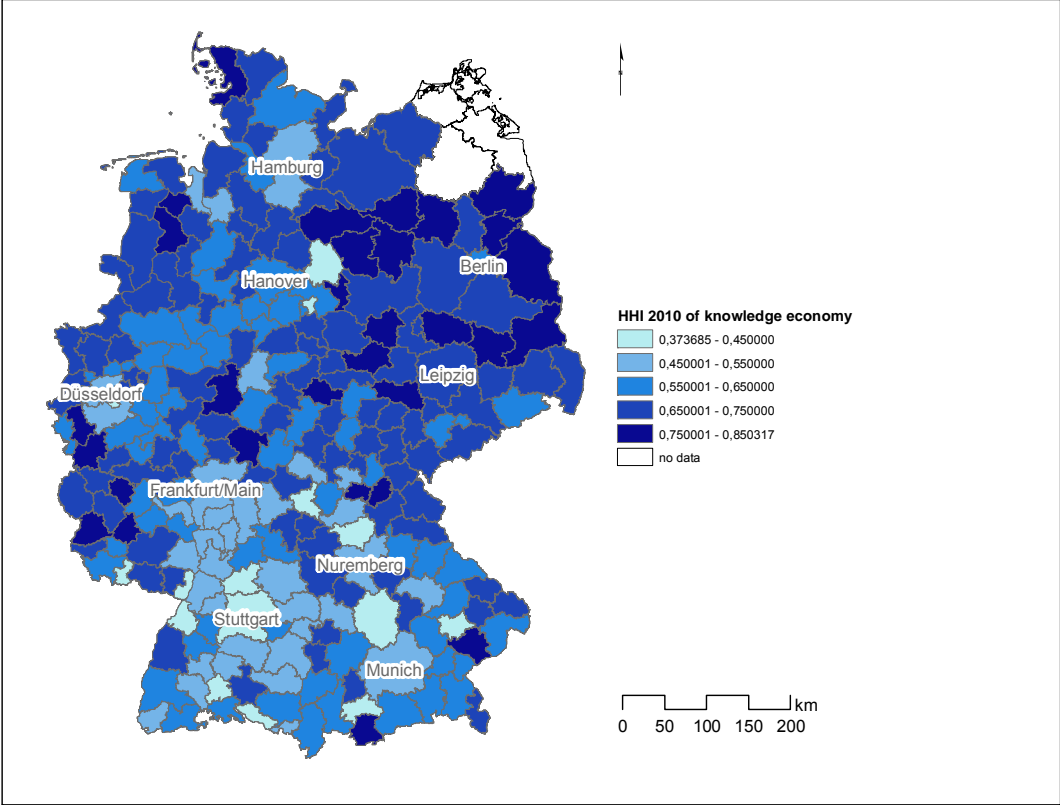 Hamburg
Berlin
Hanover
HHI 2010 of knowledge economy
0,373685 - 0,450000
0,450001 - 0,550000
0,550001 - 0,650000
0,650001 - 0,750000
0,750001 - 0,850317
no data
Leipzig
Düsseldorf
Frankfurt/Main
Nuremberg
Stuttgart
Munich
km
0 50 100 150 200